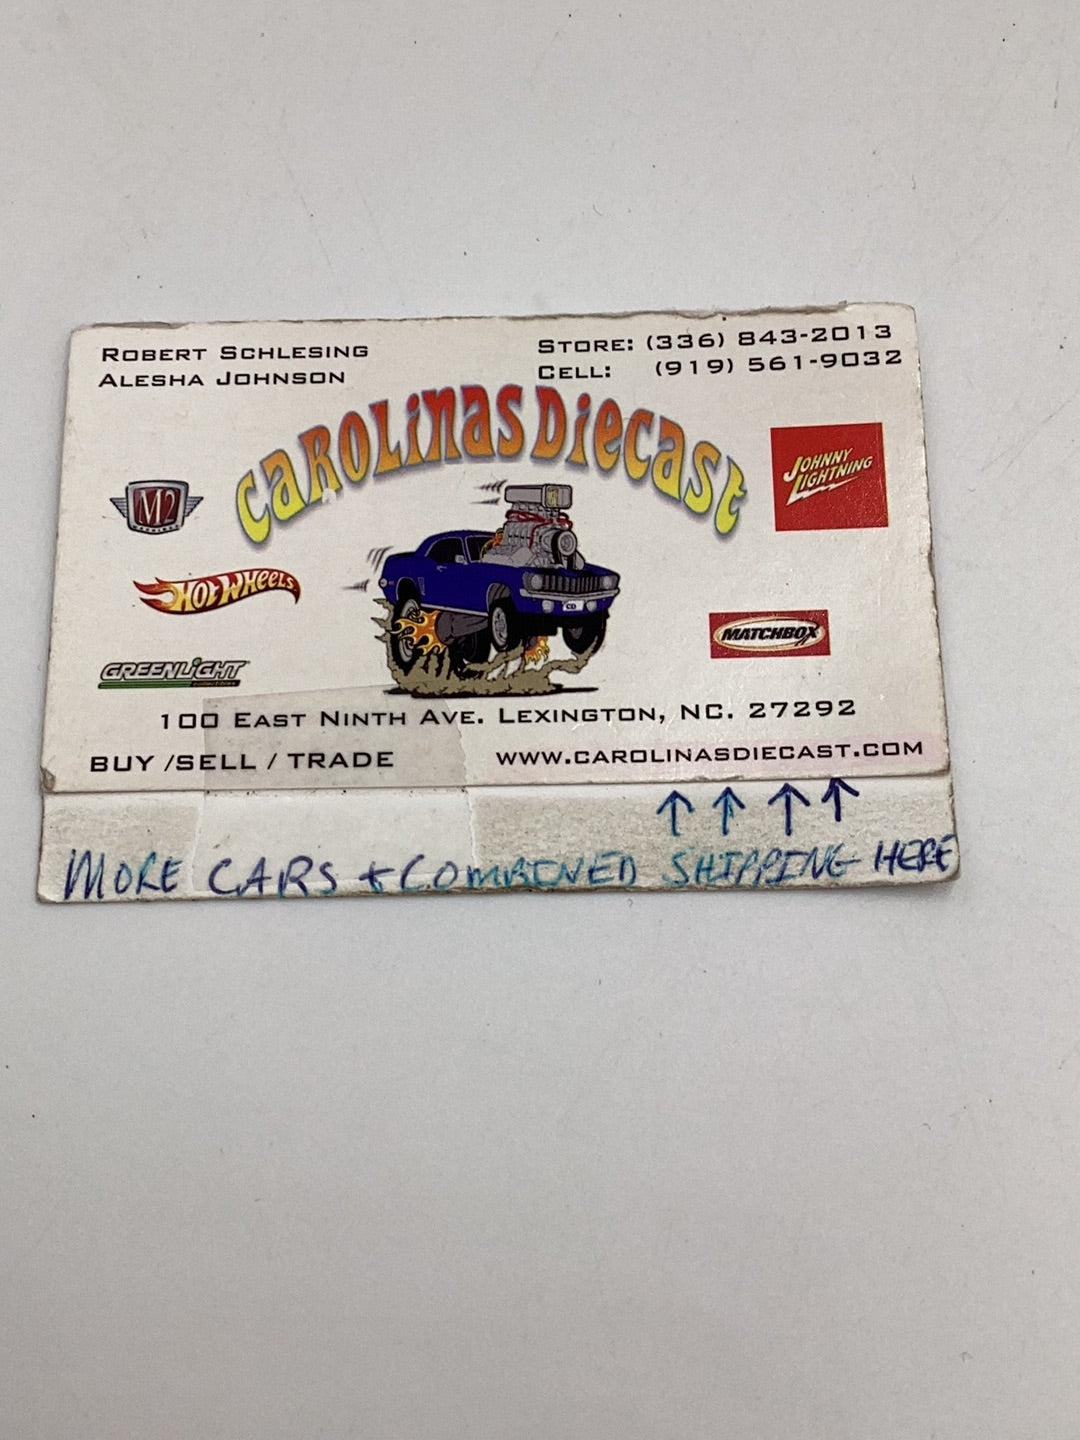 ROBERT SCHLESING
ALESHA JOHNSON
STORE: (336) 843-2013
CELL: (919) 561-9032
CAROLINAS DIECAST
M2
JOHNNY
LIGHTNING
HOT WHEELS
CD
MATCHBOX
GREENLIGHT
collectibles
100 EAST NINTH AVE. LEXINGTON, NC. 27292
BUY /SELL / TRADE
WWW.CAROLINASDIECAST.COM
↑ ↑ ↑ ↑
MORE CARS + COMBINED SHIPPING HERE